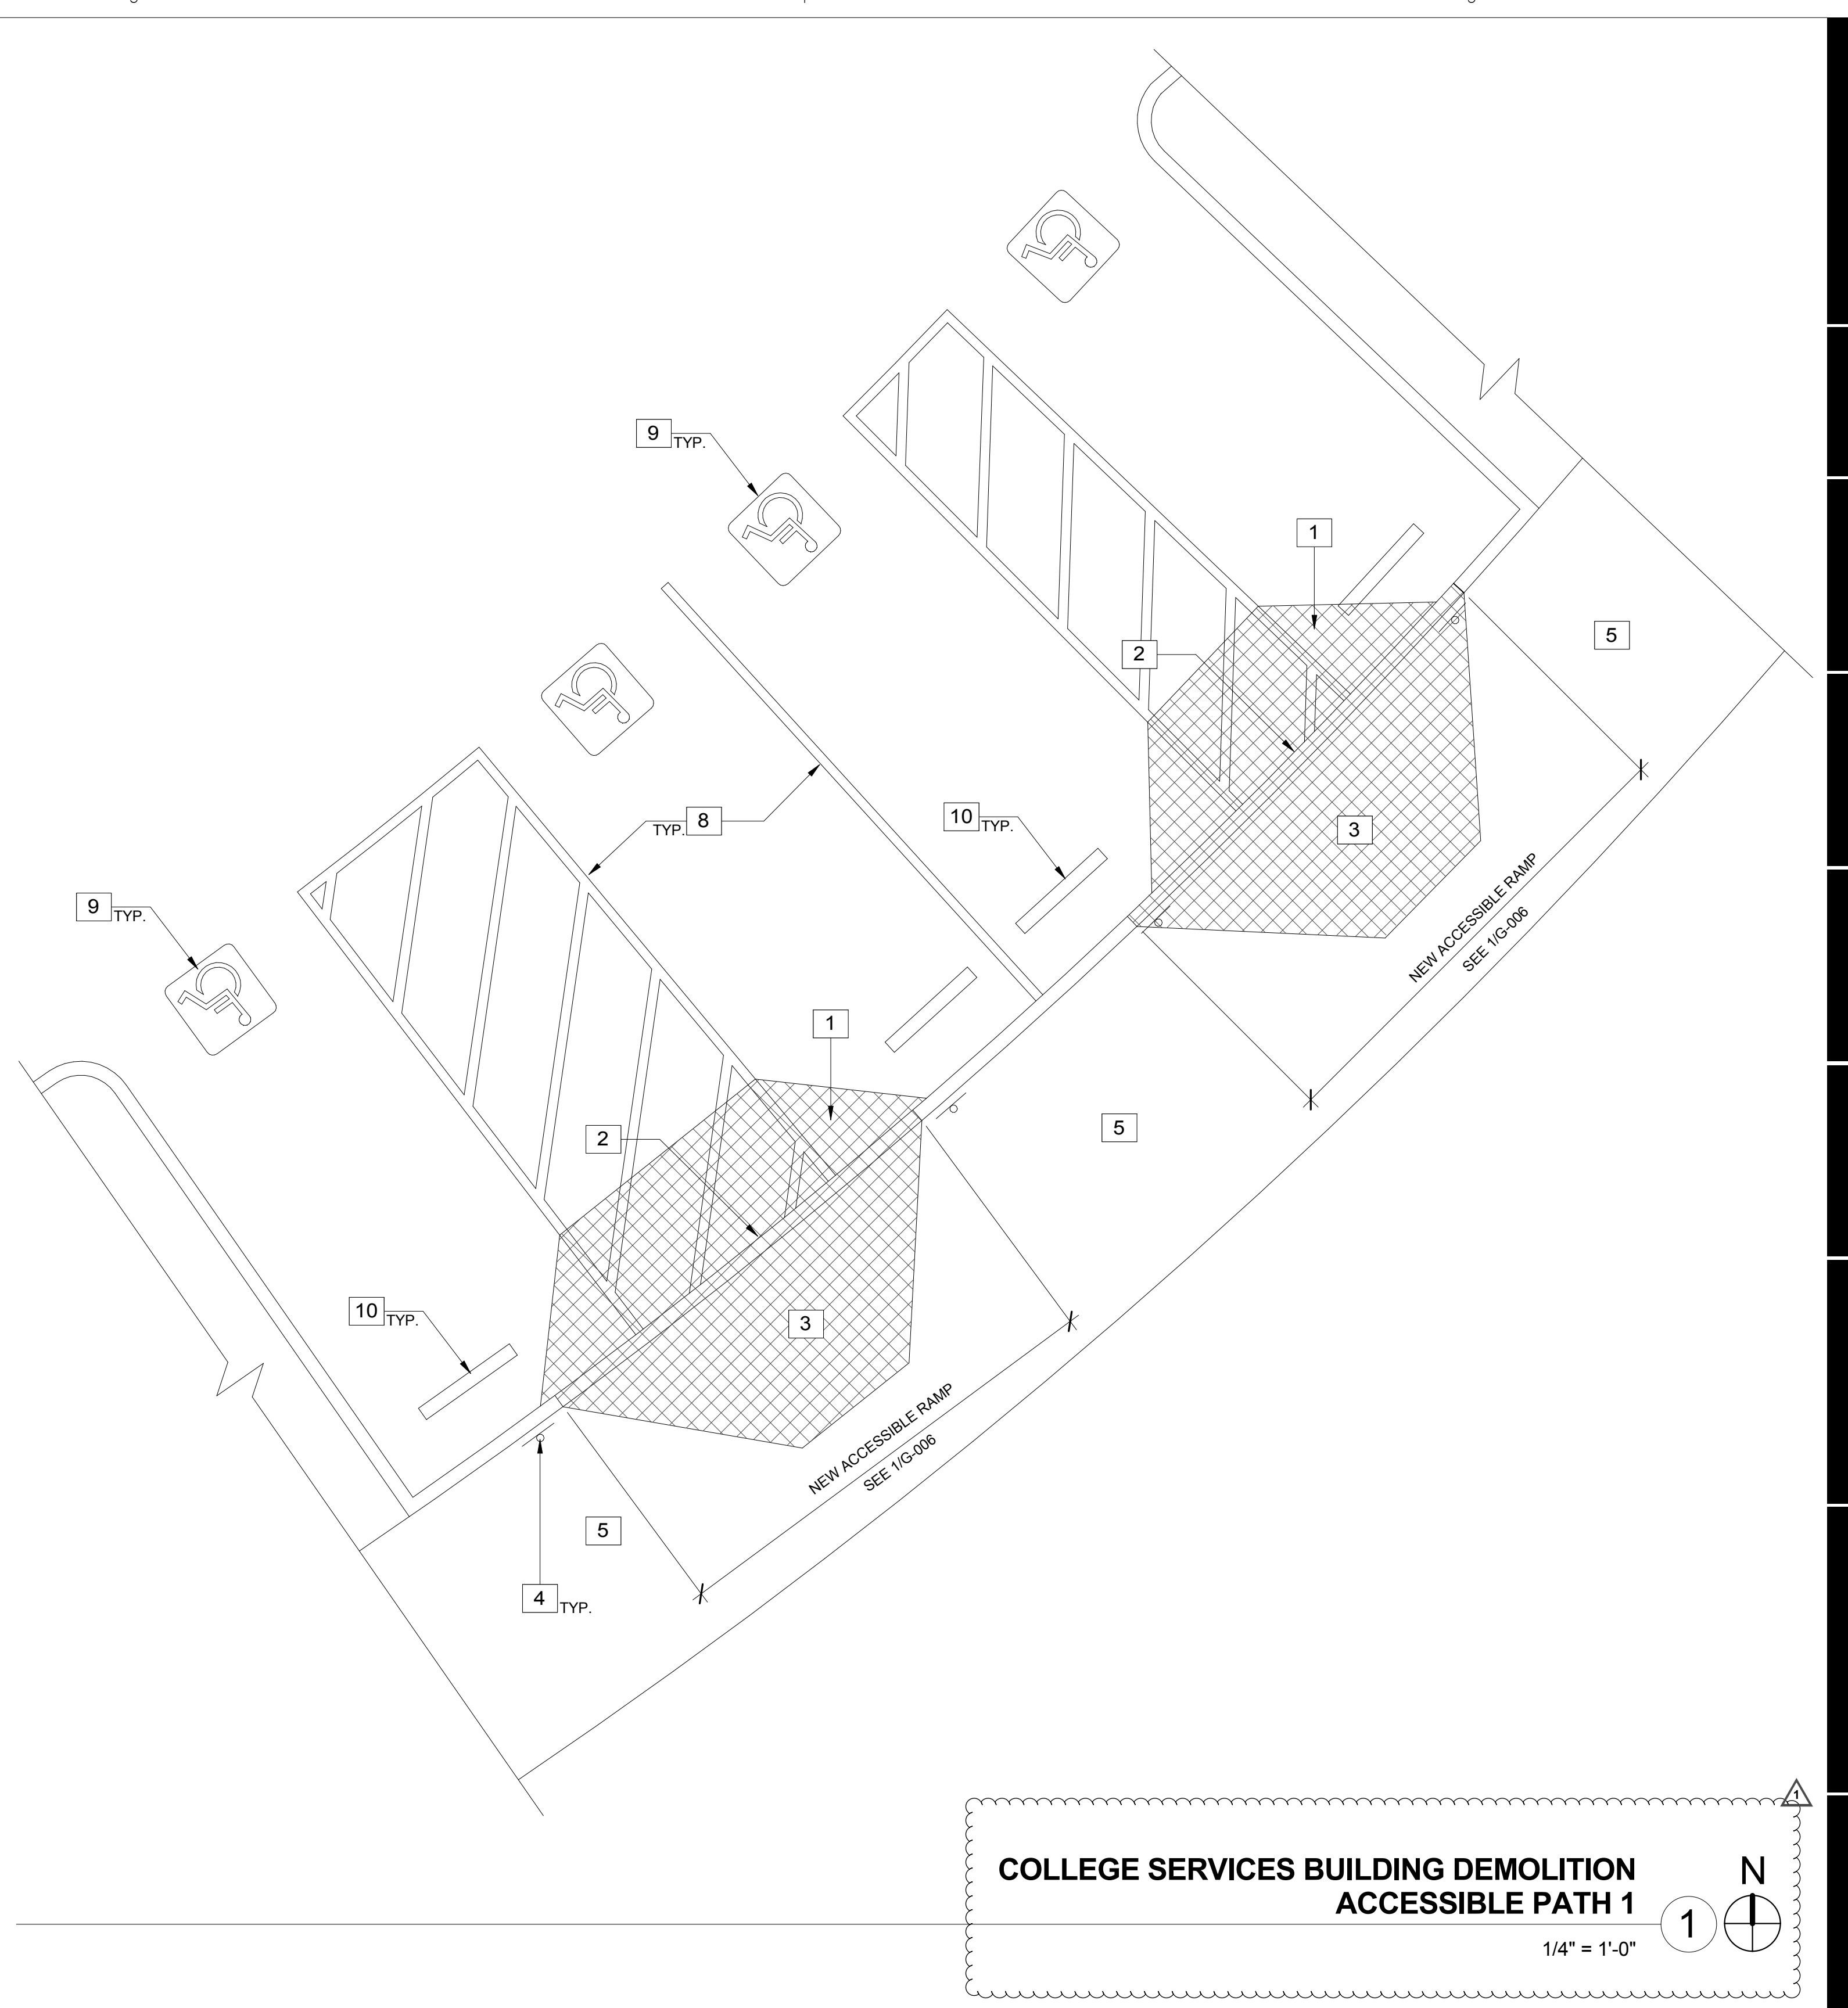 9
TYP.
1
5
2
TYP.
8
10
TYP.
3
NEW ACCESSIBLE RAMP
SEE 1/G-006
9
TYP.
1
5
2
10
TYP.
3
NEW ACCESSIBLE RAMP
SEE 1/G-006
5
4
TYP.
1
COLLEGE SERVICES BUILDING DEMOLITION
ACCESSIBLE PATH 1
1
N
1/4" = 1'-0"